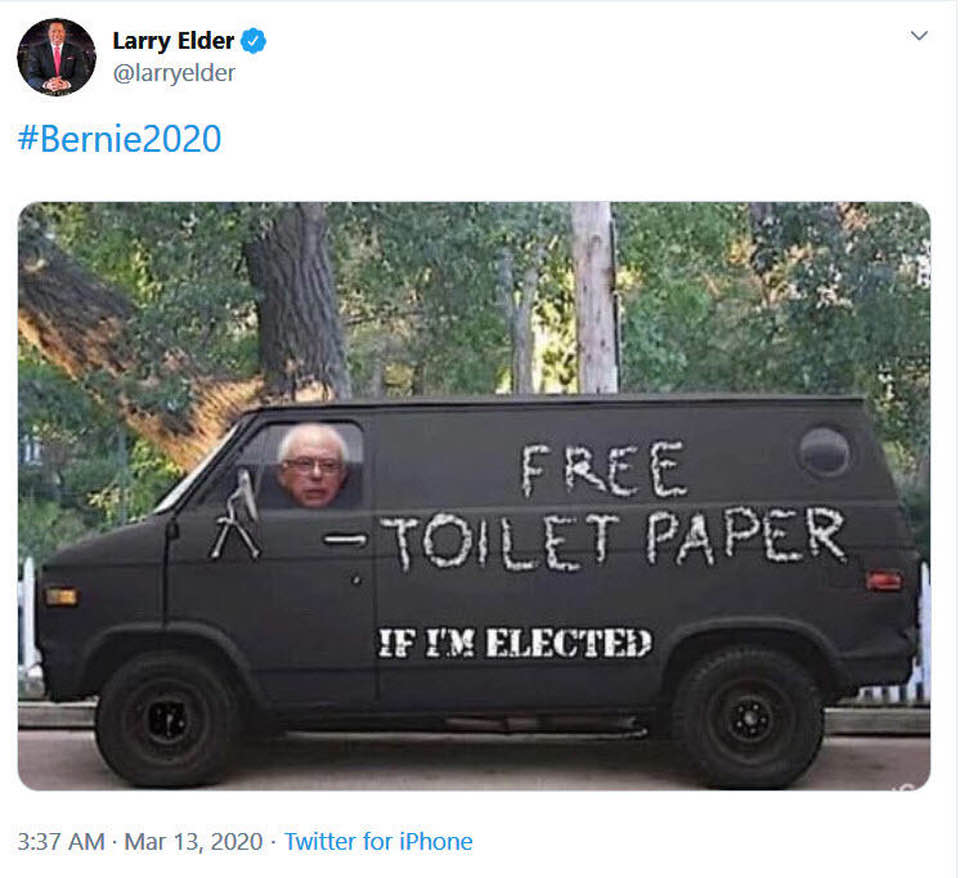 Larry Elder
@larryelder
#Bernie2020
FREE
TOILET PAPER
IF I'M ELECTED
3:37 AM · Mar 13, 2020 · Twitter for iPhone